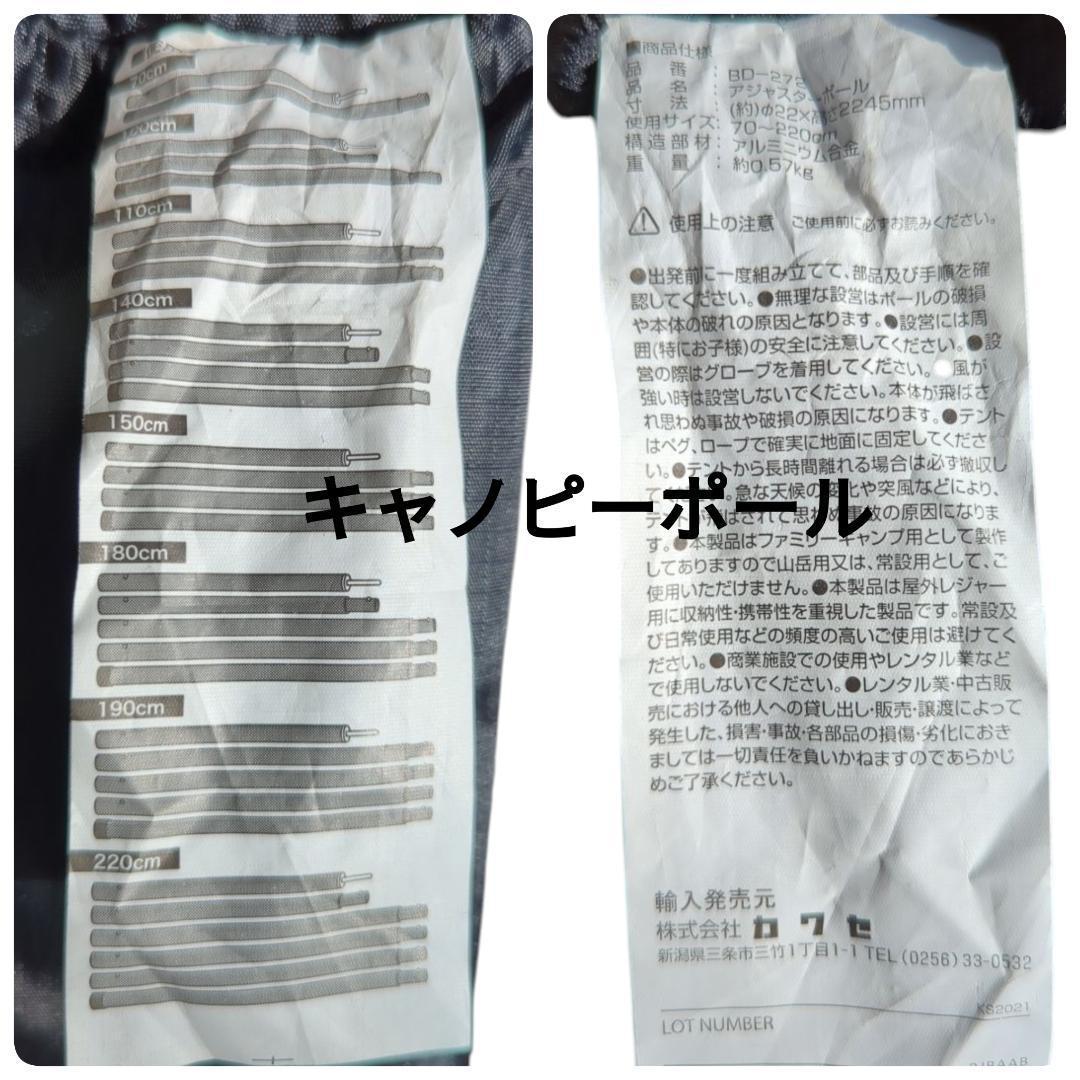 70cm
100cm
110cm
140cm
150cm
180cm
190cm
220cm
キャノピーポール
■商品仕様
品　番：BD-272
品　名：アジャスターポール
寸　法：(約)φ22×高さ2245mm
使用サイズ：70〜220cm
構造部材：アルミニウム合金
重　量：約0.57kg
使用上の注意 ご使用前に必ずお読みください。
●出発前に一度組み立てて、部品及び手順を確
認してください。●無理な設営はポールの破損
や本体の破れの原因となります。●設営には周
囲(特にお子様)の安全に注意してください。●設
営の際はグローブを着用してください。●風が
強い時は設営しないでください。本体が飛ばさ
れ思わぬ事故や破損の原因になります。●テント
はペグ、ロープで確実に地面に固定してくださ
い。●テントから長時間離れる場合は必ず撤収し
てください。急な天候の変化や突風などにより、
テントが飛ばされて思わぬ事故の原因になりま
す。●本製品はファミリーキャンプ用として製作
してありますので山岳用又は、常設用として、ご
使用いただけません。●本製品は屋外レジャー
用に収納性・携帯性を重視した製品です。常設及
び日常使用などの頻度の高いご使用は避けてく
ださい。●商業施設での使用やレンタル業など
で使用しないでください。●レンタル業・中古販
売における他人への貸し出し・販売・譲渡によって
発生した、損害・事故・各部品の損傷・劣化におき
ましては一切責任を負いかねますのであらかじ
めご了承ください。
輸入発売元
株式会社 カワセ
新潟県三条市三竹1丁目1-1 TEL (0256) 33-0532
KS2021
LOT NUMBER